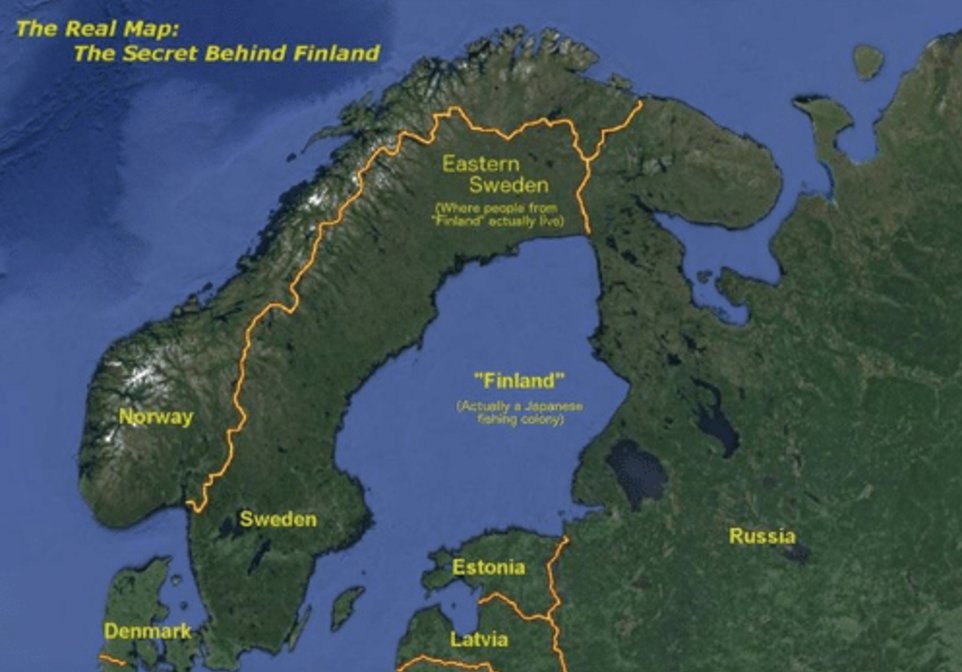 The Real Map:
The Secret Behind Finland
Eastern
Sweden
(Where people from
"Finland" actually live)
"Finland"
(Actually a Japanese
fishing colony)
Norway
Sweden
Russia
Estonia
Denmark
Latvia